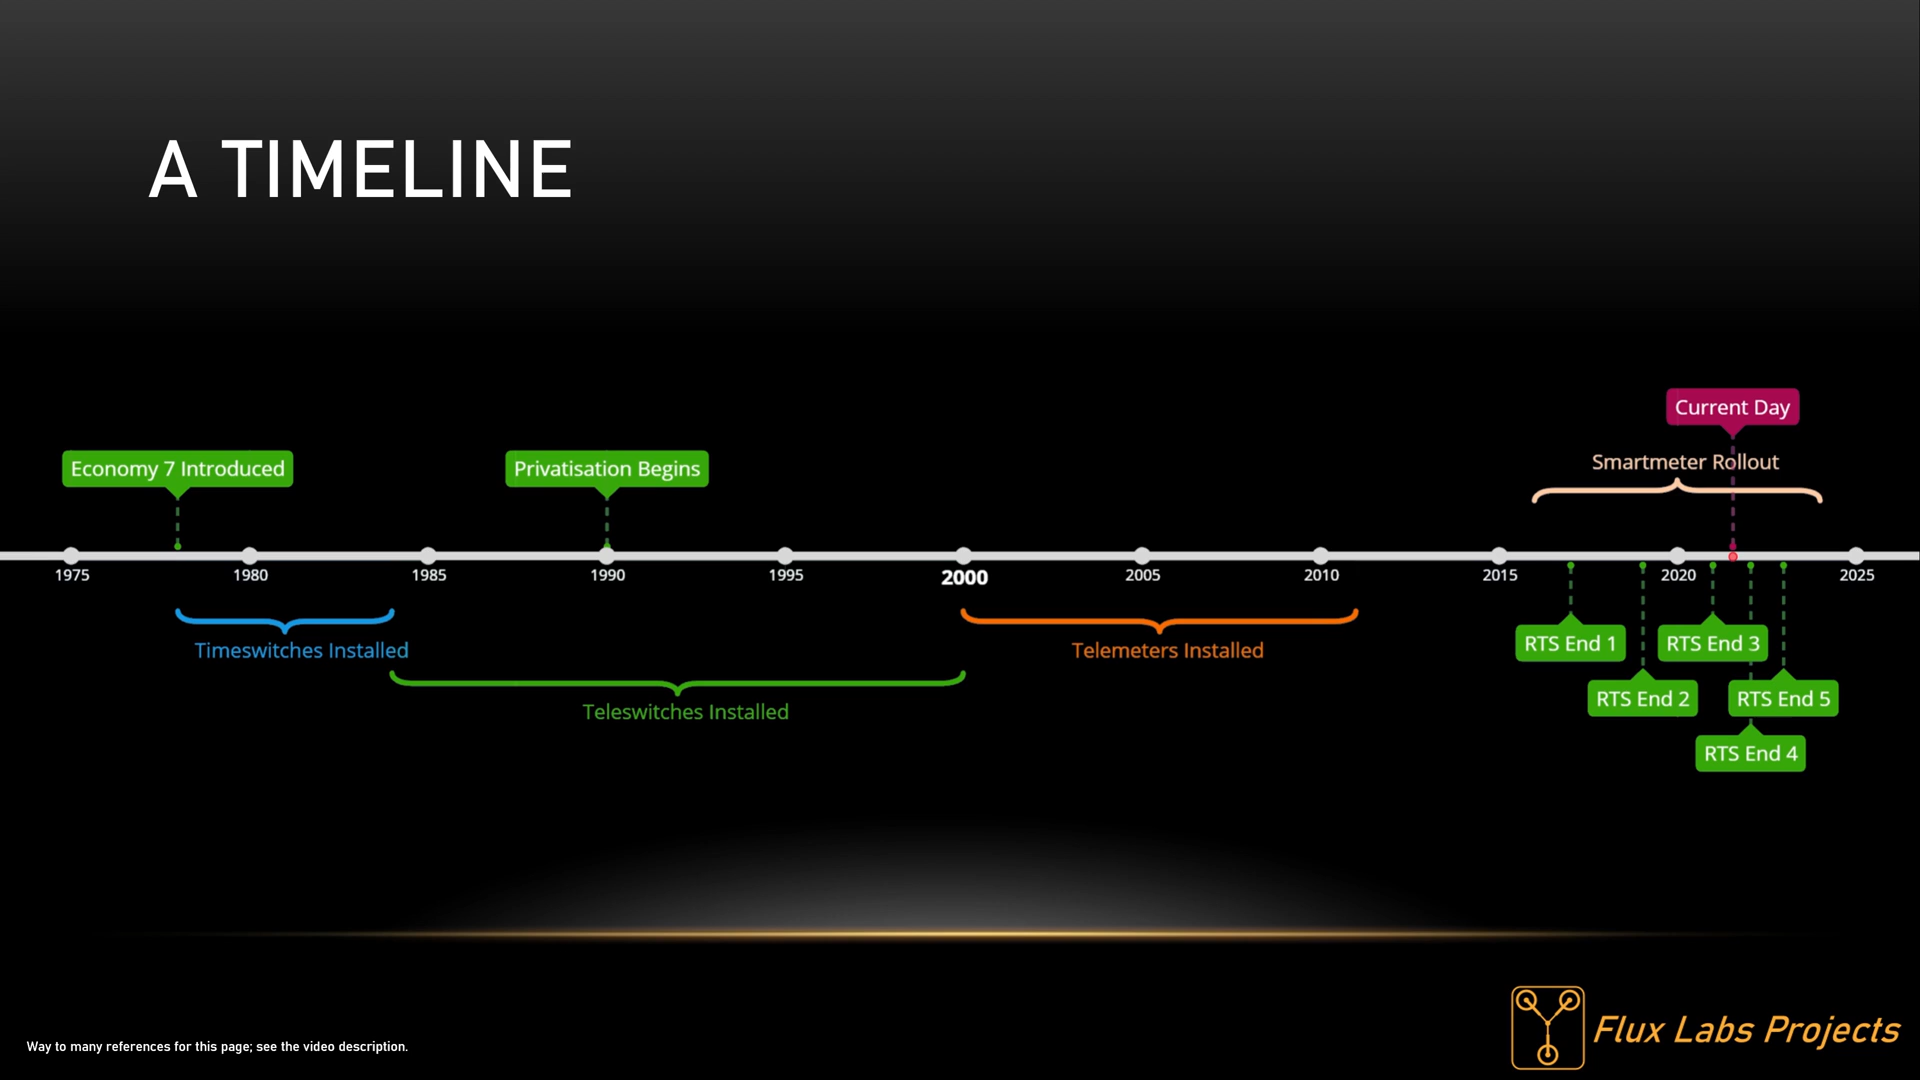 A TIMELINE
Current Day
Economy 7 Introduced
Privatisation Begins
Smartmeter Rollout
1975
1980
1985
1990
1995
2000
2005
2010
2015
2020
2025
Timeswitches Installed
Telemeters Installed
RTS End 1
RTS End 3
RTS End 2
RTS End 5
Teleswitches Installed
RTS End 4
Flux Labs Projects
Way to many references for this page; see the video description.